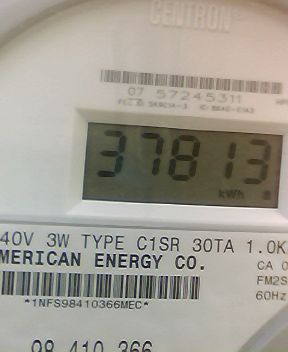 CENTRON
07 57245311
37813
kWh
40V 3W TYPE C1SR 30TA 1.0K
MERICAN ENERGY CO.
CA 0
FM2S
60Hz
*1NFS98410366MEC*
98 410 366